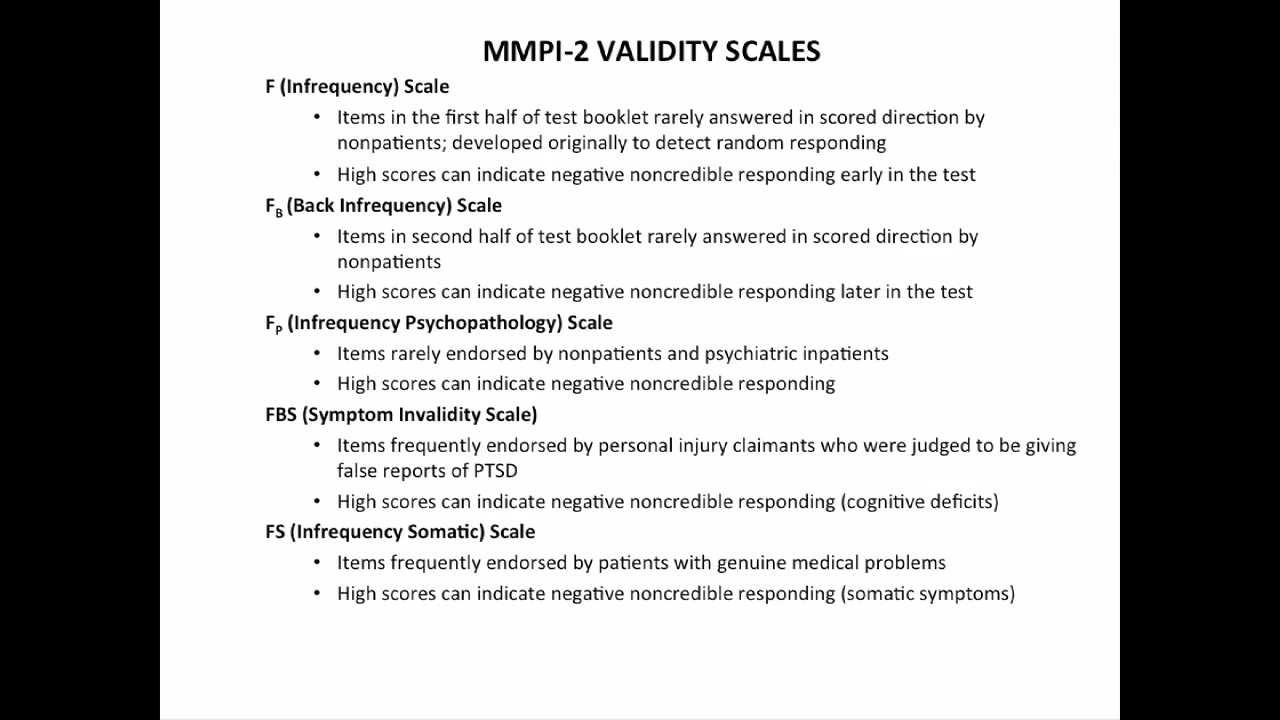 MMPI-2 VALIDITY SCALES
F (Infrequency) Scale
• Items in the first half of test booklet rarely answered in scored direction by
nonpatients; developed originally to detect random responding
• High scores can indicate negative noncredible responding early in the test
FB (Back Infrequency) Scale
• Items in second half of test booklet rarely answered in scored direction by
nonpatients
• High scores can indicate negative noncredible responding later in the test
FP (Infrequency Psychopathology) Scale
• Items rarely endorsed by nonpatients and psychiatric inpatients
• High scores can indicate negative noncredible responding
FBS (Symptom Invalidity Scale)
• Items frequently endorsed by personal injury claimants who were judged to be giving
false reports of PTSD
• High scores can indicate negative noncredible responding (cognitive deficits)
FS (Infrequency Somatic) Scale
• Items frequently endorsed by patients with genuine medical problems
• High scores can indicate negative noncredible responding (somatic symptoms)